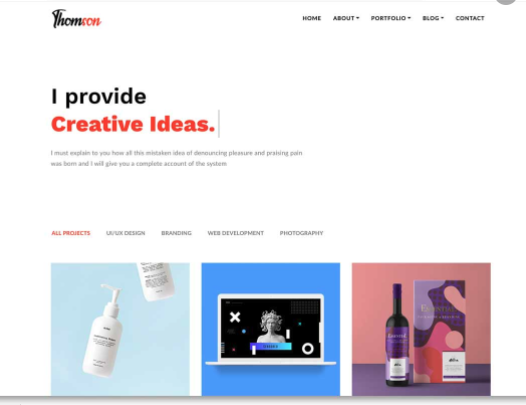 Thomson
HOME ABOUT PORTFOLIO BLOG CONTACT
I provide
Creative Ideas.
I must explain to you how all this mistaken idea of denouncing pleasure and praising pain
was born and I will give you a complete account of the system
ALL PROJECTS UI/UX DESIGN BRANDING WEB DEVELOPMENT PHOTOGRAPHY